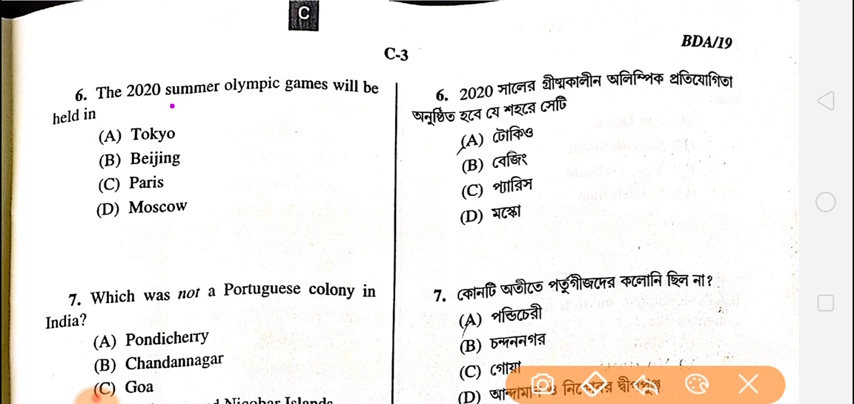 C
C-3
BDA/19
6. The 2020 summer olympic games will be
held in
(A) Tokyo
(B) Beijing
(C) Paris
(D) Moscow
7. Which was not a Portuguese colony in
India?
(A) Pondicherry
(B) Chandannagar
(C) Goa
Nicobar Islands
6. 2020 সালের গ্রীষ্মকালীন অলিম্পিক প্রতিযোগিতা
অনুষ্ঠিত হবে যে শহরে সেটি
(A) টোকিও
(B) বেজিং
(C) প্যারিস
(D) মস্কো
7. কোনটি অতীতে পর্তুগীজদের কলোনি ছিল না?
(A) পন্ডিচেরী
(B) চন্দননগর
(C) গোয়া
(D)